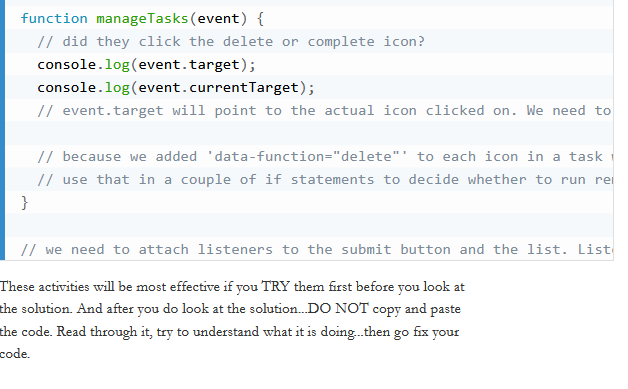 function manageTasks(event) {
// did they click the delete or complete icon?
console.log(event.target);
console.log(event.currentTarget);
// event.target will point to the actual icon clicked on. We need to
// because we added 'data-function="delete"' to each icon in a task
// use that in a couple of if statements to decide whether to run
}
// we need to attach listeners to the submit button and the list.
These activities will be most effective if you TRY them first before you look at
the solution. And after you do look at the solution...DO NOT copy and paste
the code. Read through it, try to understand what it is doing...then go fix your
code.